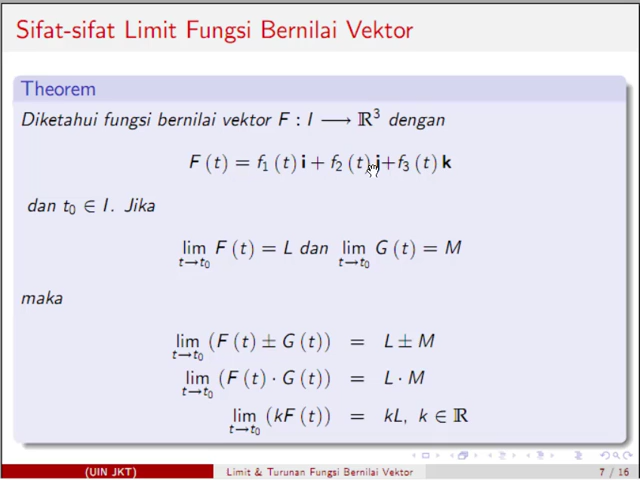 Sifat-sifat Limit Fungsi Bernilai Vektor
Theorem
Diketahui fungsi bernilai vektor F : I ⟶ ℝ³ dengan
F (t) = f₁ (t) i + f₂ (t) j+f₃ (t) k
dan t₀ ∈ I. Jika
lim t→t₀ F (t) = L dan lim t→t₀ G (t) = M
maka
lim t→t₀ (F (t) ± G (t)) = L ± M
lim t→t₀ (F (t) · G (t)) = L · M
lim t→t₀ (kF (t)) = kL, k ∈ ℝ
(UIN JKT) Limit & Turunan Fungsi Bernilai Vektor 7 / 16